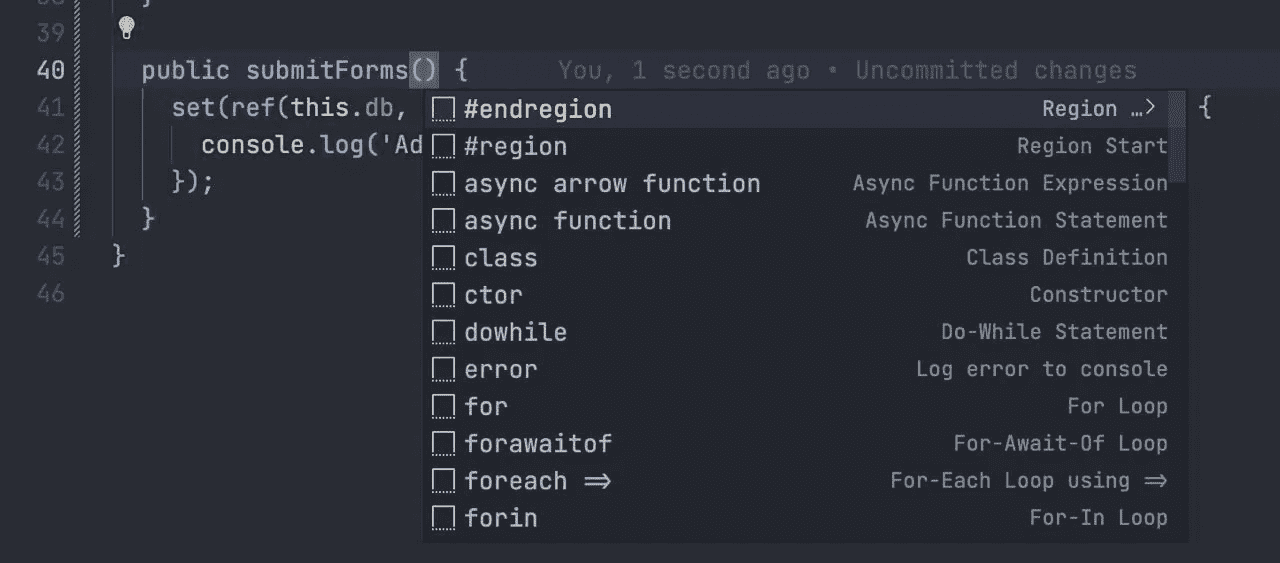 39
40 public submitForms() { You, 1 second ago • Uncommitted changes
41 set(ref(this.db, {
42 console.log('Ad
43 });
44 }
45 }
46
#endregion Region …>
#region Region Start
async arrow function Async Function Expression
async function Async Function Statement
class Class Definition
ctor Constructor
dowhile Do-While Statement
error Log error to console
for For Loop
forawaitof For-Await-Of Loop
foreach => For-Each Loop using =>
forin For-In Loop